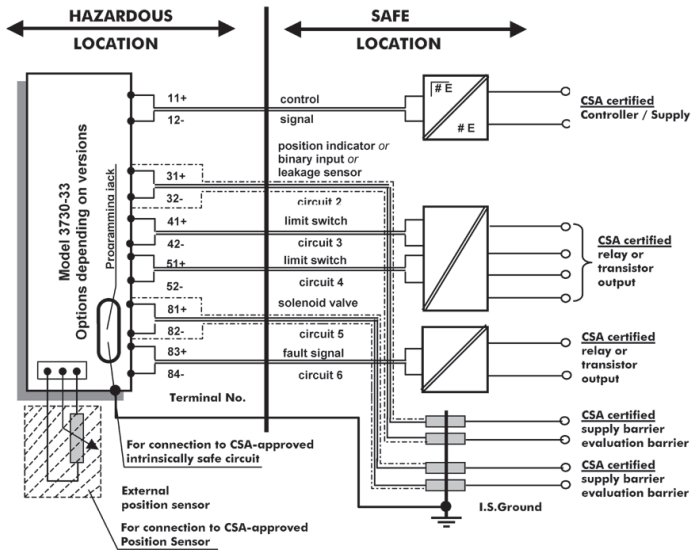 HAZARDOUS
LOCATION
SAFE
LOCATION
Model 3730-33
Options depending on versions
Programming jack
11+
12-
control
signal
# E
# E
CSA certified
Controller / Supply
position indicator or
binary input or
leakage sensor
31+
32-
circuit 2
41+
limit switch
42-
circuit 3
51+
limit switch
52-
circuit 4
CSA certified
relay or
transistor
output
81+
solenoid valve
82-
circuit 5
83+
fault signal
84-
circuit 6
CSA certified
relay or
transistor
output
Terminal No.
CSA certified
supply barrier
evaluation barrier
CSA certified
supply barrier
evaluation barrier
For connection to CSA-approved
intrinsically safe circuit
External
position sensor
I.S.Ground
For connection to CSA-approved
Position Sensor